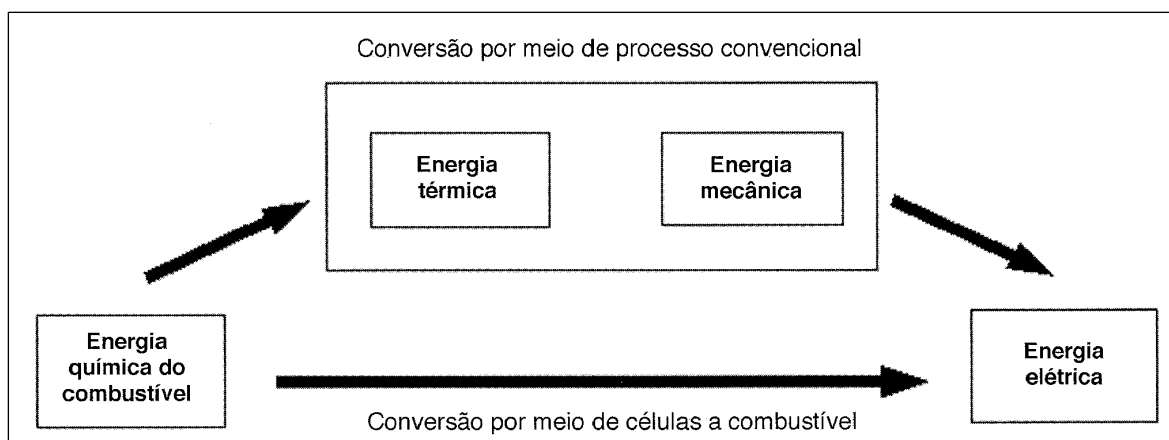 Conversão por meio de processo convencional
Energia
térmica
Energia
mecânica
Energia
química do
combustível
Energia
elétrica
Conversão por meio de células a combustível